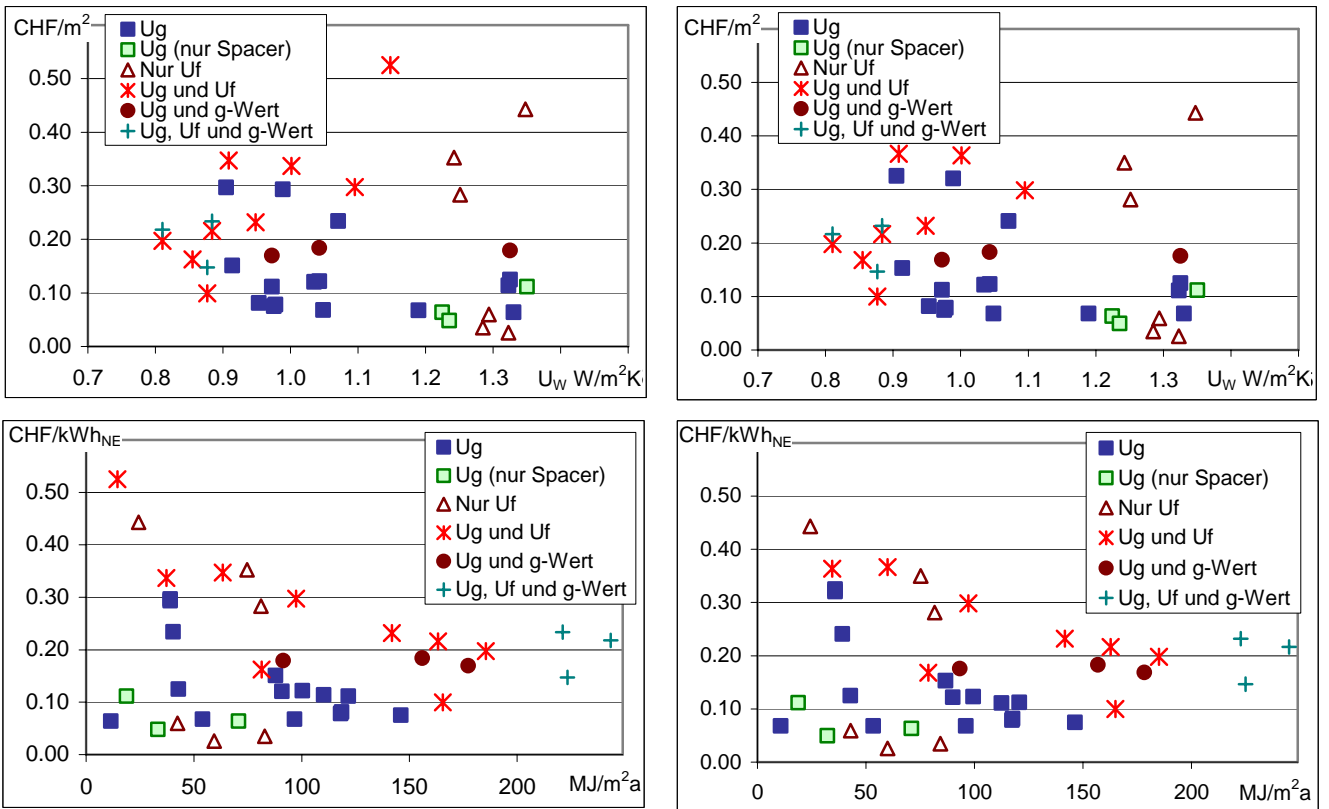 CHF/m²
Ug
Ug (nur Spacer)
Nur Uf
Ug und Uf
Ug und g-Wert
Ug, Uf und g-Wert
0.50
0.40
0.30
0.20
0.10
0.00
0.7 0.8 0.9 1.0 1.1 1.2 1.3 U_W W/m²K
CHF/m²
Ug
Ug (nur Spacer)
Nur Uf
Ug und Uf
Ug und g-Wert
Ug, Uf und g-Wert
0.50
0.40
0.30
0.20
0.10
0.00
0.7 0.8 0.9 1.0 1.1 1.2 1.3 U_W W/m²K
CHF/kWh_NE
Ug
Ug (nur Spacer)
Nur Uf
Ug und Uf
Ug und g-Wert
Ug, Uf und g-Wert
0.50
0.40
0.30
0.20
0.10
0.00
0 50 100 150 200 MJ/m²a
CHF/kWh_NE
Ug
Ug (nur Spacer)
Nur Uf
Ug und Uf
Ug und g-Wert
Ug, Uf und g-Wert
0.50
0.40
0.30
0.20
0.10
0.00
0 50 100 150 200 MJ/m²a